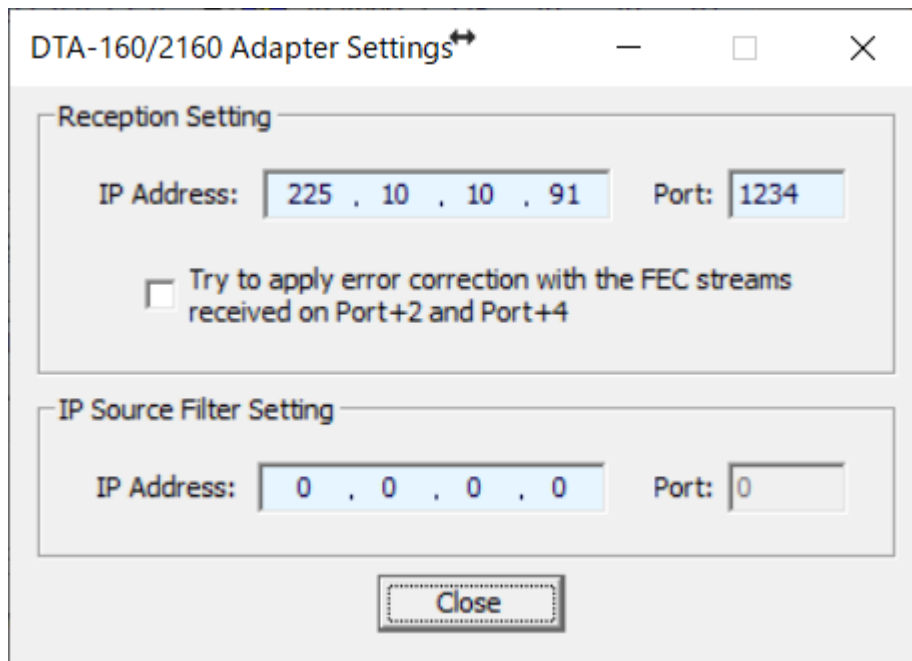 DTA-160/2160 Adapter Settings
Reception Setting
IP Address: 225 . 10 . 10 . 91 Port: 1234
Try to apply error correction with the FEC streams
received on Port+2 and Port+4
IP Source Filter Setting
IP Address: 0 . 0 . 0 . 0 Port: 0
Close